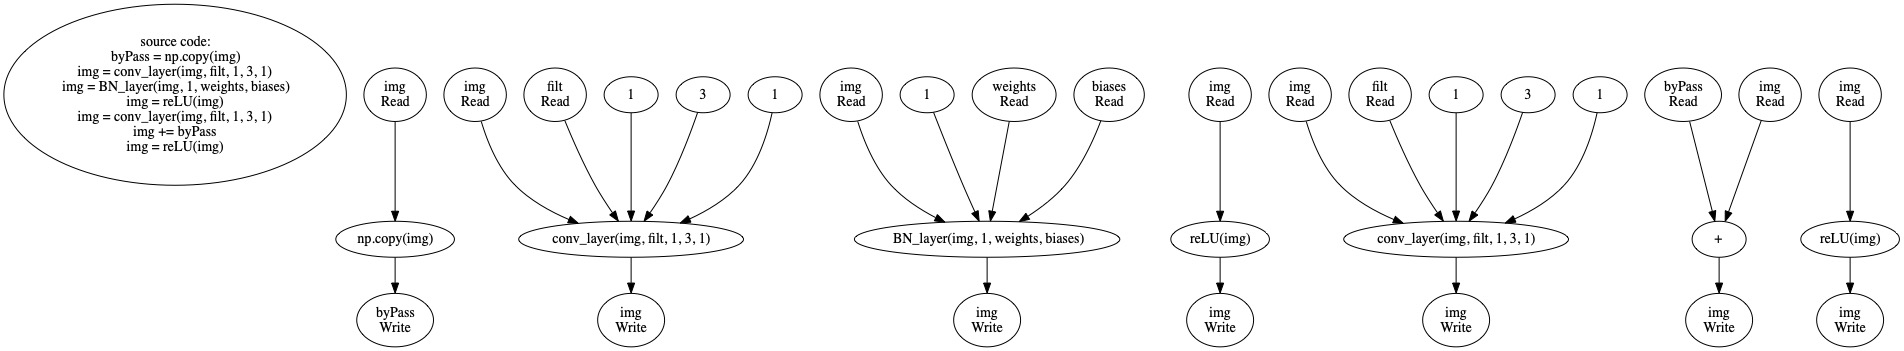 source code:
byPass = np.copy(img)
img = conv_layer(img, filt, 1, 3, 1)
img = BN_layer(img, 1, weights, biases)
img = reLU(img)
img = conv_layer(img, filt, 1, 3, 1)
img += byPass
img = reLU(img)
img
Read
np.copy(img)
byPass
Write
img
Read
filt
Read
1
3
1
conv_layer(img, filt, 1, 3, 1)
img
Write
img
Read
1
weights
Read
biases
Read
BN_layer(img, 1, weights, biases)
img
Write
img
Read
reLU(img)
img
Write
img
Read
filt
Read
1
3
1
conv_layer(img, filt, 1, 3, 1)
img
Write
byPass
Read
img
Read
+
img
Write
img
Read
reLU(img)
img
Write